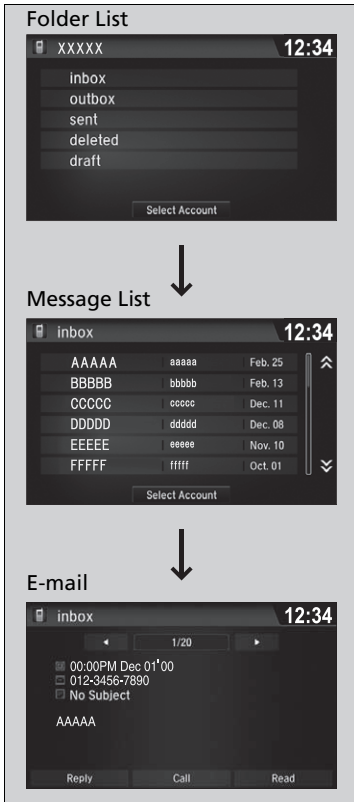 Folder List
XXXXX 12:34
inbox
outbox
sent
deleted
draft
Select Account
Message List
inbox 12:34
AAAAA aaaaa Feb. 25
BBBBB bbbbb Feb. 13
CCCCC ccccc Dec. 11
DDDDD ddddd Dec. 08
EEEEE eeeee Nov. 10
FFFFF fffff Oct. 01
Select Account
E-mail
inbox 12:34
1/20
00:00PM Dec 01'00
012-3456-7890
No Subject
AAAAA
Reply Call Read